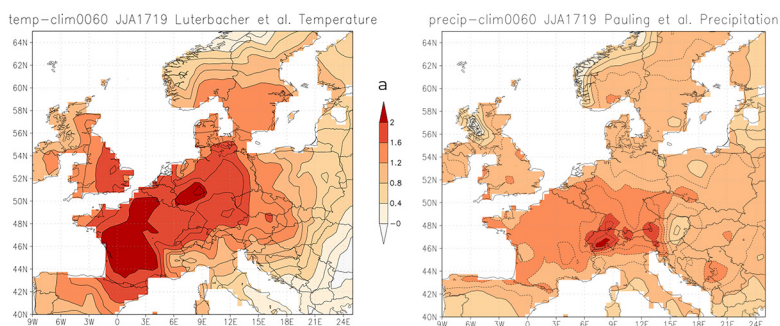 temp-clim0060 JJA1719 Luterbacher et al. Temperature
precip-clim0060 JJA1719 Pauling et al. Precipitation
64N
62N
60N
58N
56N
54N
52N
50N
48N
46N
44N
42N
40N
9W 6W 3W 0 3E 6E 9E 12E 15E 18E 21E 24E
a
2
1.6
1.2
0.8
0.4
-0
64N
62N
60N
58N
56N
54N
52N
50N
48N
46N
44N
42N
40N
9W 6W 3W 0 3E 6E 9E 12E 15E 18E 21E 24E